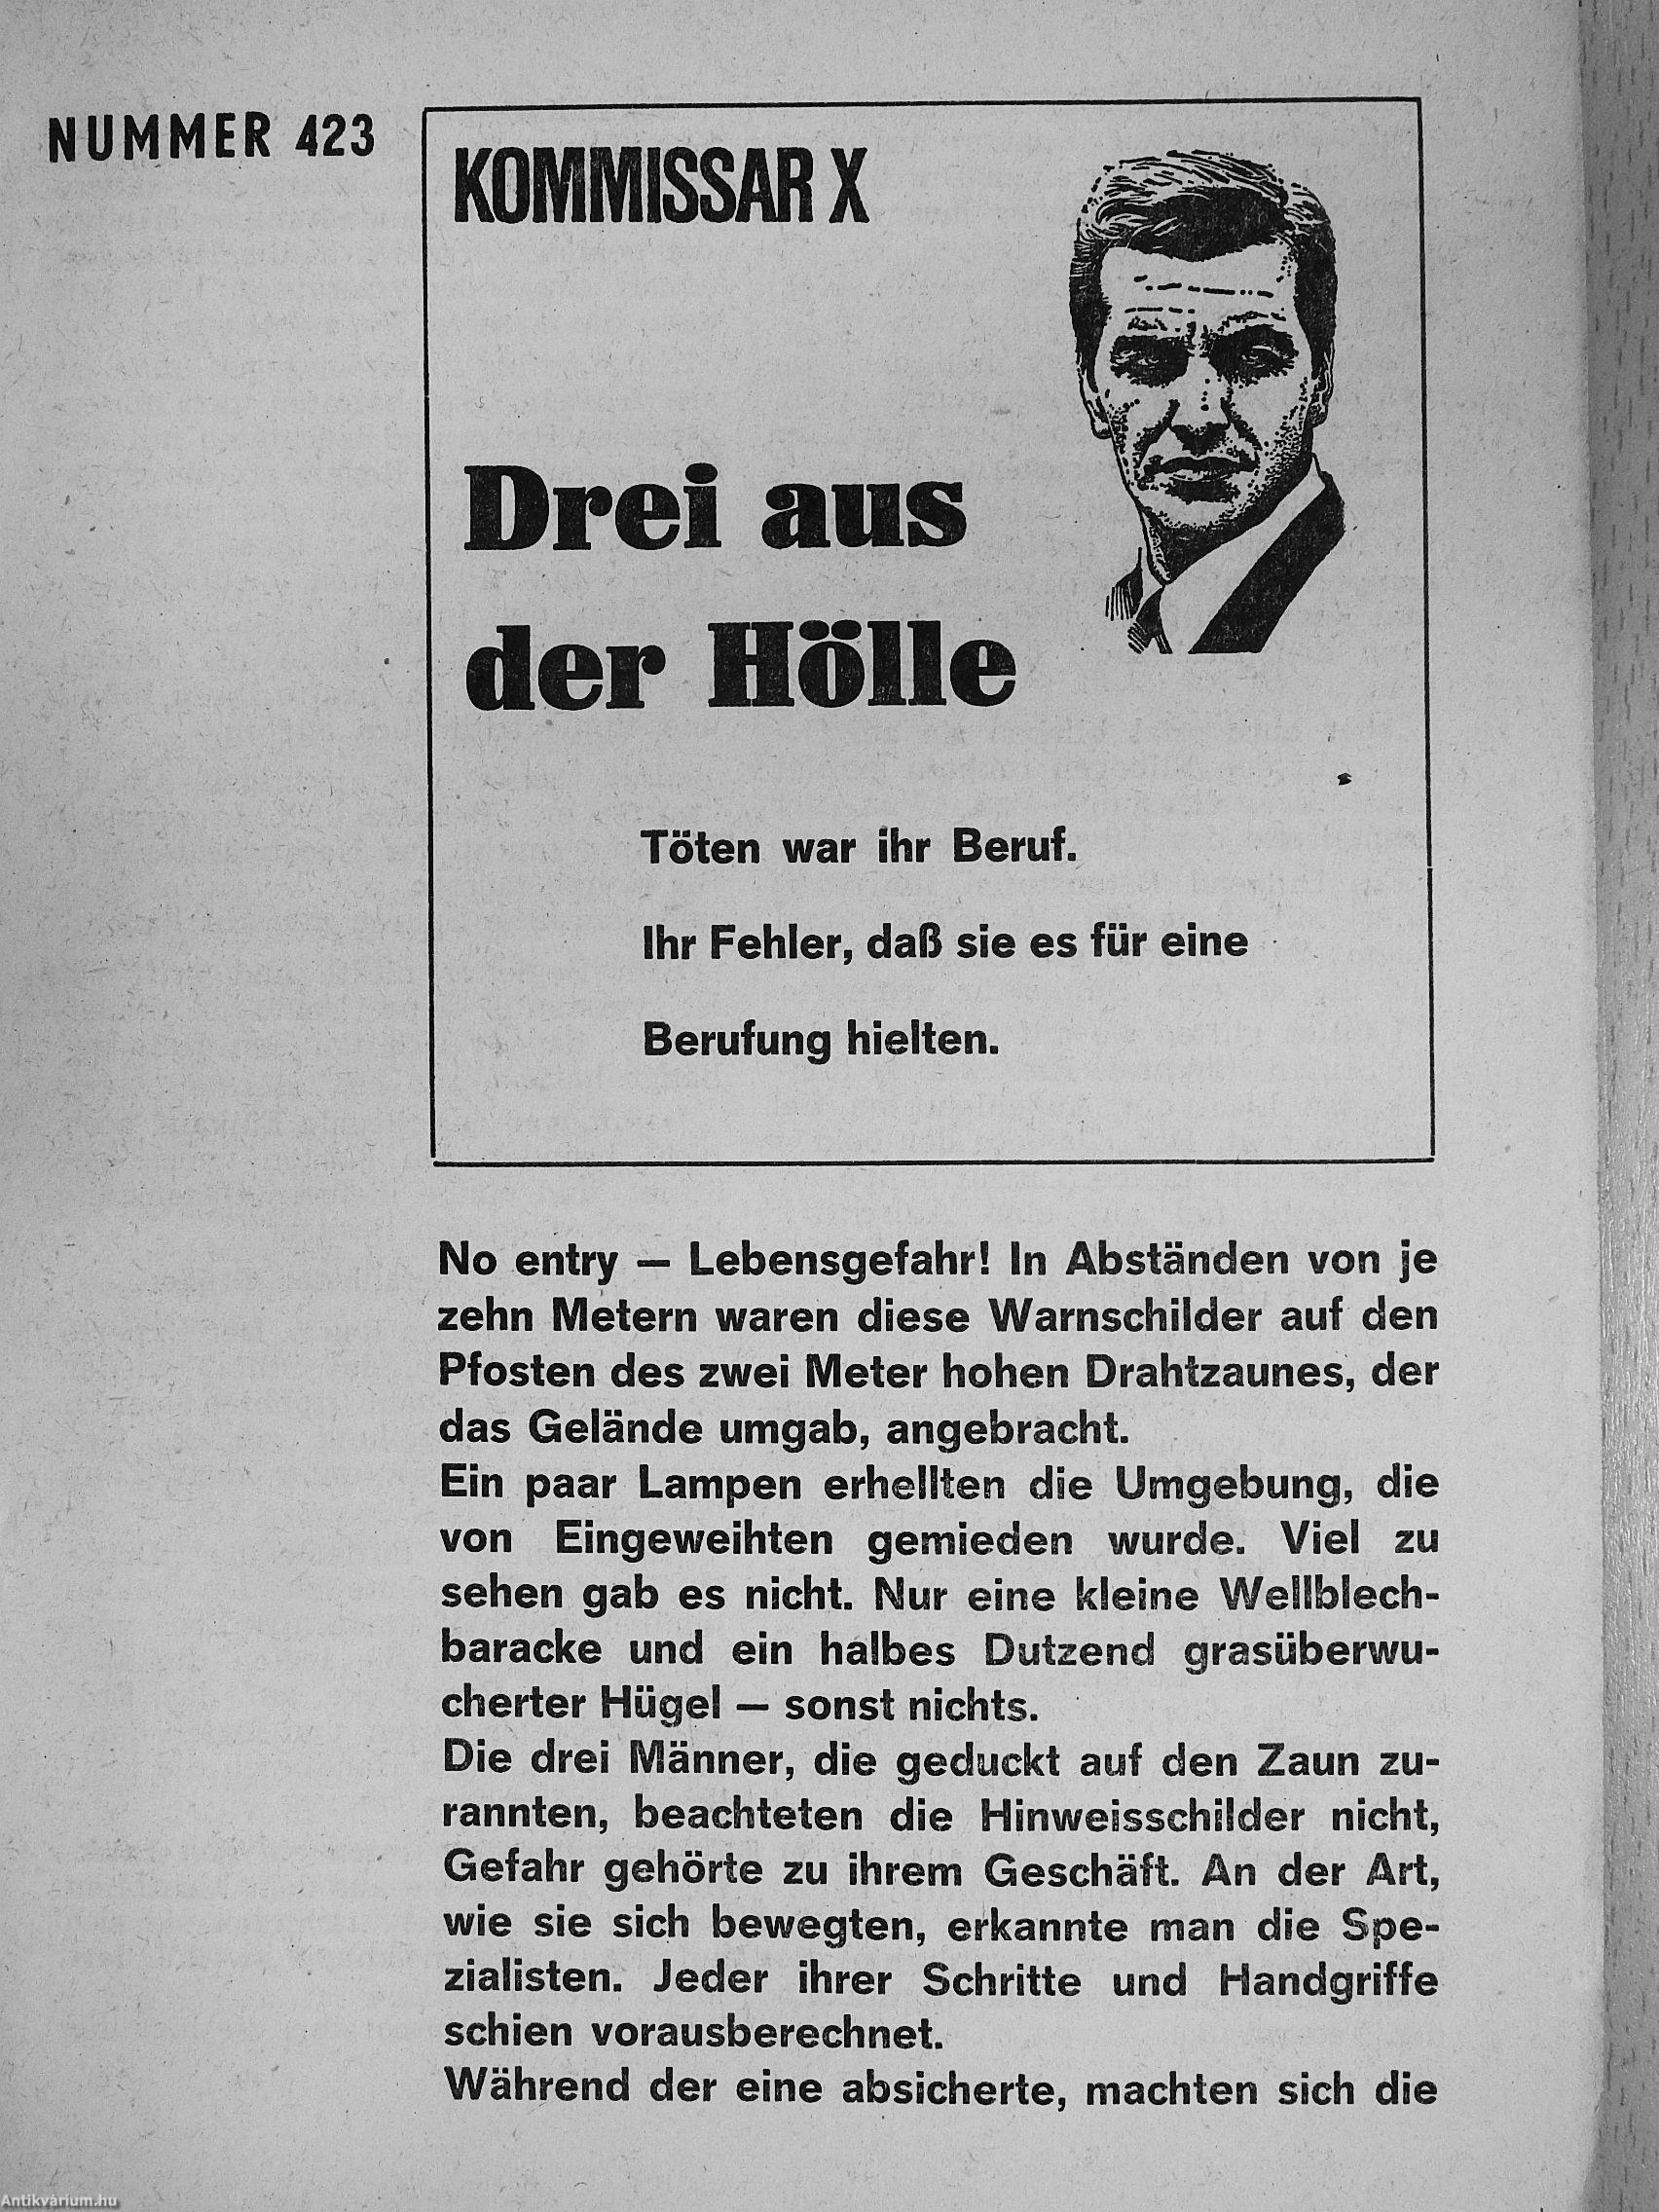 NUMMER 423
KOMMISSAR X
Drei aus
der Hölle
Töten war ihr Beruf.
Ihr Fehler, daß sie es für eine
Berufung hielten.
No entry — Lebensgefahr! In Abständen von je
zehn Metern waren diese Warnschilder auf den
Pfosten des zwei Meter hohen Drahtzaunes, der
das Gelände umgab, angebracht.
Ein paar Lampen erhellten die Umgebung, die
von Eingeweihten gemieden wurde. Viel zu
sehen gab es nicht. Nur eine kleine Wellblech-
baracke und ein halbes Dutzend grasüberwu-
cherter Hügel — sonst nichts.
Die drei Männer, die geduckt auf den Zaun zu-
rannten, beachteten die Hinweisschilder nicht,
Gefahr gehörte zu ihrem Geschäft. An der Art,
wie sie sich bewegten, erkannte man die Spe-
zialisten. Jeder ihrer Schritte und Handgriffe
schien vorausberechnet.
Während der eine absicherte, machten sich die
Antikvárium.hu